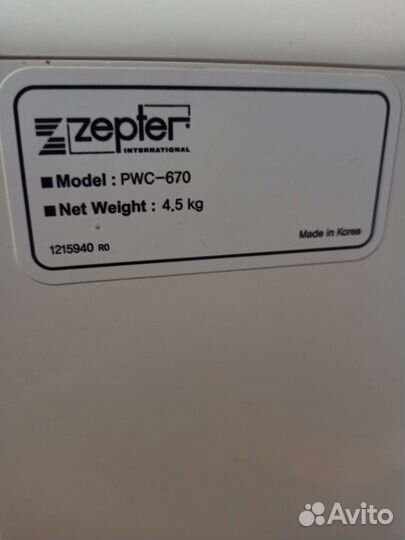 zepter
INTERNATIONAL
■ Model : PWC-670
■ Net Weight : 4.5 kg
1215940 R0
Made in Korea
Avito